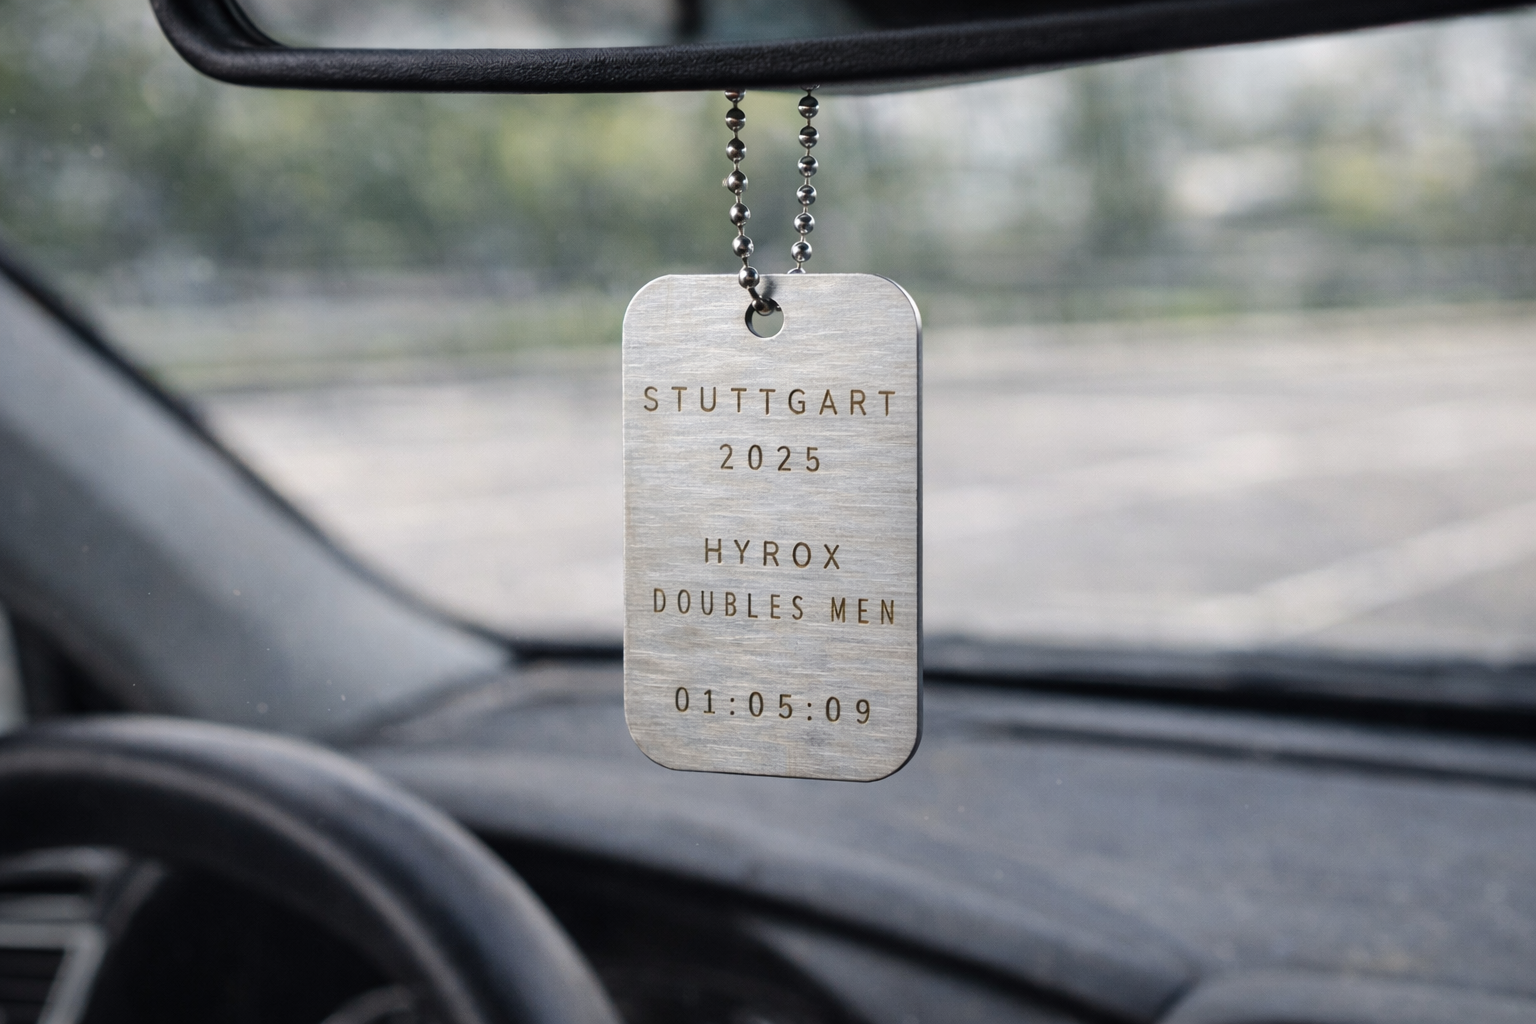 STUTTGART
2025
HYROX
DOUBLES MEN
01:05:09